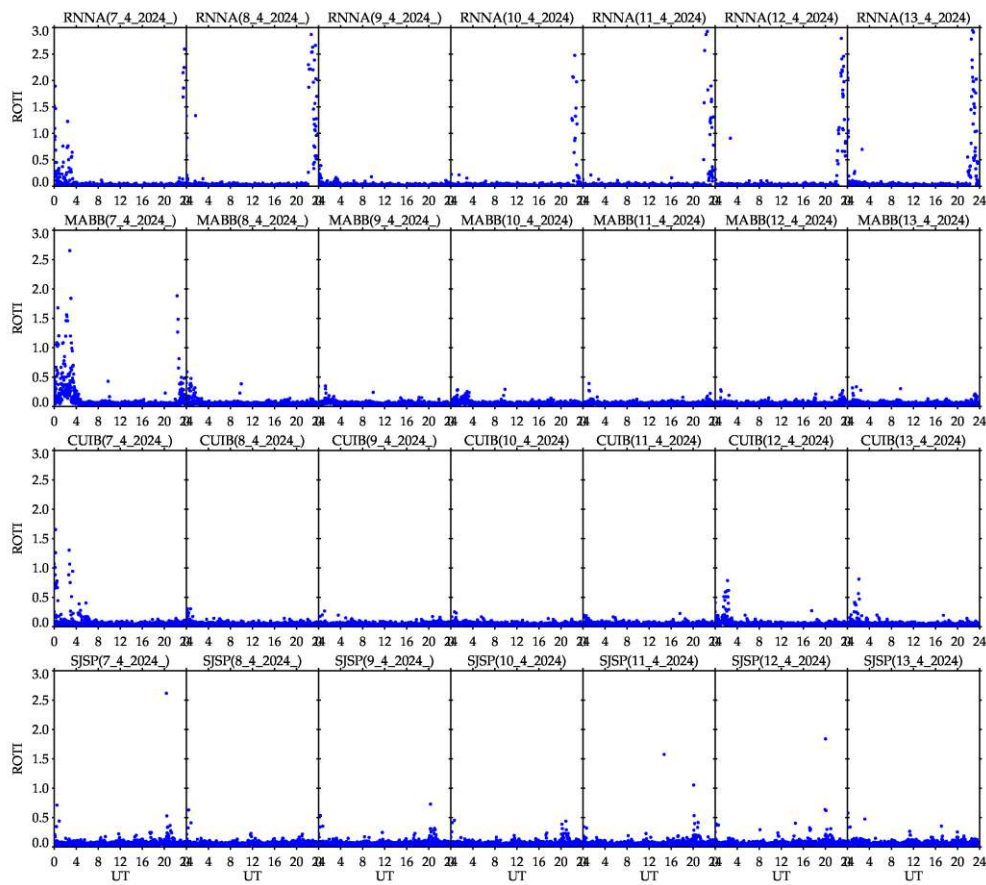 RNNA(7_4_2024_) RNNA(8_4_2024_) RNNA(9_4_2024_) RNNA(10_4_2024) RNNA(11_4_2024) RNNA(12_4_2024) RNNA(13_4_2024)
3.0
2.5
2.0
1.5
1.0
0.5
0.0
ROTI
0 4 8 12 16 20 24 4 8 12 16 20 24 4 8 12 16 20 24 4 8 12 16 20 24 4 8 12 16 20 24 4 8 12 16 20 24 4 8 12 16 20 24
MABB(7_4_2024_) MABB(8_4_2024_) MABB(9_4_2024_) MABB(10_4_2024) MABB(11_4_2024) MABB(12_4_2024) MABB(13_4_2024)
3.0
2.5
2.0
1.5
1.0
0.5
0.0
ROTI
0 4 8 12 16 20 24 4 8 12 16 20 24 4 8 12 16 20 24 4 8 12 16 20 24 4 8 12 16 20 24 4 8 12 16 20 24 4 8 12 16 20 24
CUIB(7_4_2024_) CUIB(8_4_2024_) CUIB(9_4_2024_) CUIB(10_4_2024) CUIB(11_4_2024) CUIB(12_4_2024) CUIB(13_4_2024)
3.0
2.5
2.0
1.5
1.0
0.5
0.0
ROTI
0 4 8 12 16 20 24 4 8 12 16 20 24 4 8 12 16 20 24 4 8 12 16 20 24 4 8 12 16 20 24 4 8 12 16 20 24 4 8 12 16 20 24
SJSP(7_4_2024_) SJSP(8_4_2024_) SJSP(9_4_2024_) SJSP(10_4_2024) SJSP(11_4_2024) SJSP(12_4_2024) SJSP(13_4_2024)
3.0
2.5
2.0
1.5
1.0
0.5
0.0
ROTI
0 4 8 12 16 20 24 4 8 12 16 20 24 4 8 12 16 20 24 4 8 12 16 20 24 4 8 12 16 20 24 4 8 12 16 20 24 4 8 12 16 20 24
UT UT UT UT UT UT UT